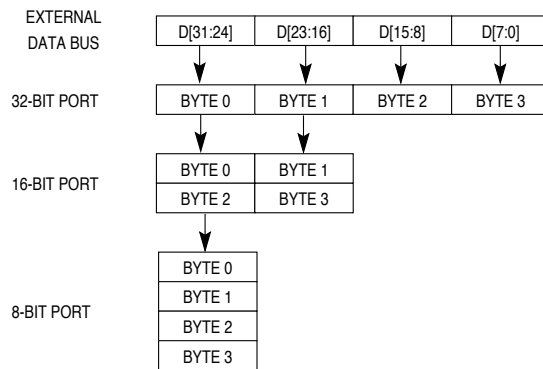 EXTERNAL
DATA BUS
D[31:24] D[23:16] D[15:8] D[7:0]
32-BIT PORT BYTE 0 BYTE 1 BYTE 2 BYTE 3
16-BIT PORT
BYTE 0 BYTE 1
BYTE 2 BYTE 3
8-BIT PORT
BYTE 0
BYTE 1
BYTE 2
BYTE 3